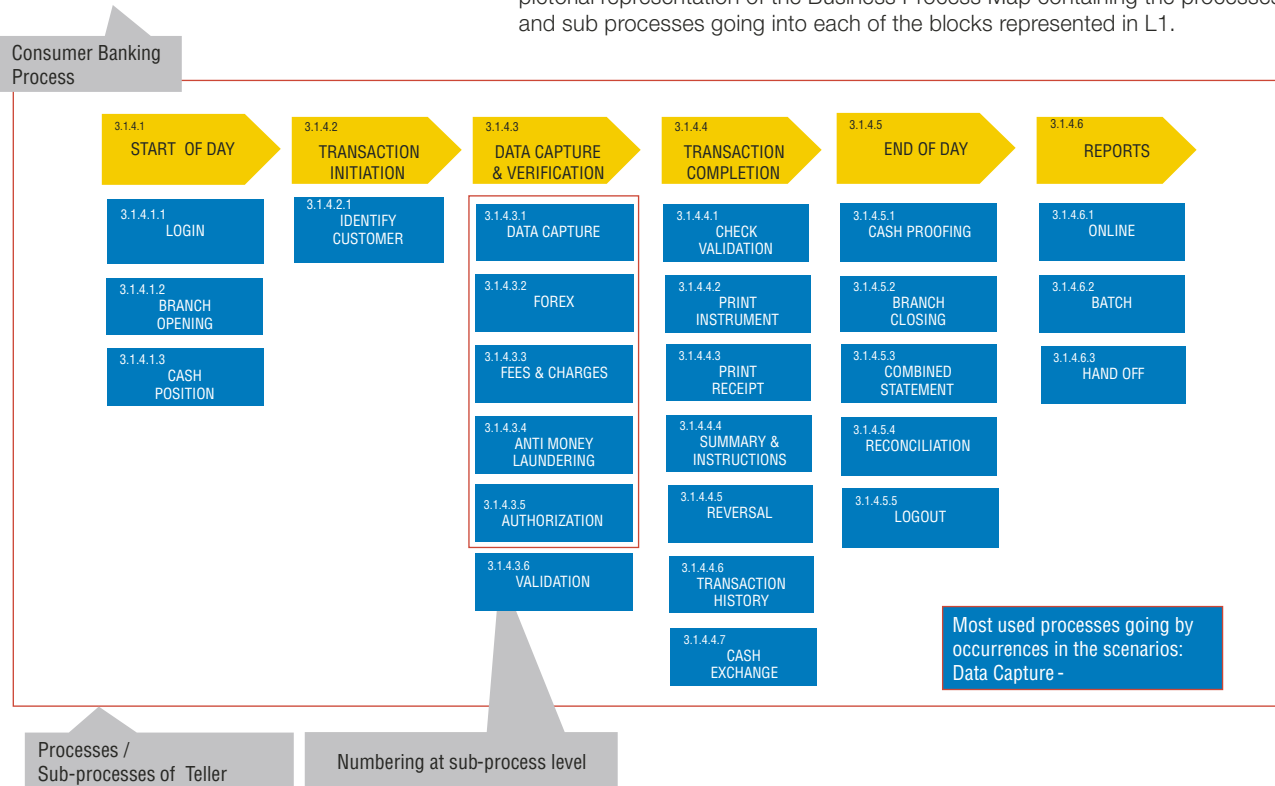 pictorial representation of the Business Process Map containing the processes
and sub processes going into each of the blocks represented in L1.
Consumer Banking
Process
3.1.4.1
START OF DAY
3.1.4.2
TRANSACTION
INITIATION
3.1.4.3
DATA CAPTURE
& VERIFICATION
3.1.4.4
TRANSACTION
COMPLETION
3.1.4.5
END OF DAY
3.1.4.6
REPORTS
3.1.4.1.1
LOGIN
3.1.4.1.2
BRANCH
OPENING
3.1.4.1.3
CASH
POSITION
3.1.4.2.1
IDENTIFY
CUSTOMER
3.1.4.3.1
DATA CAPTURE
3.1.4.3.2
FOREX
3.1.4.3.3
FEES & CHARGES
3.1.4.3.4
ANTI MONEY
LAUNDERING
3.1.4.3.5
AUTHORIZATION
3.1.4.3.6
VALIDATION
3.1.4.4.1
CHECK
VALIDATION
3.1.4.4.2
PRINT
INSTRUMENT
3.1.4.4.3
PRINT
RECEIPT
3.1.4.4.4
SUMMARY &
INSTRUCTIONS
3.1.4.4.5
REVERSAL
3.1.4.4.6
TRANSACTION
HISTORY
3.1.4.4.7
CASH
EXCHANGE
3.1.4.5.1
CASH PROOFING
3.1.4.5.2
BRANCH
CLOSING
3.1.4.5.3
COMBINED
STATEMENT
3.1.4.5.4
RECONCILIATION
3.1.4.5.5
LOGOUT
3.1.4.6.1
ONLINE
3.1.4.6.2
BATCH
3.1.4.6.3
HAND OFF
Most used processes going by
occurrences in the scenarios:
Data Capture -
Processes /
Sub-processes of Teller
Numbering at sub-process level